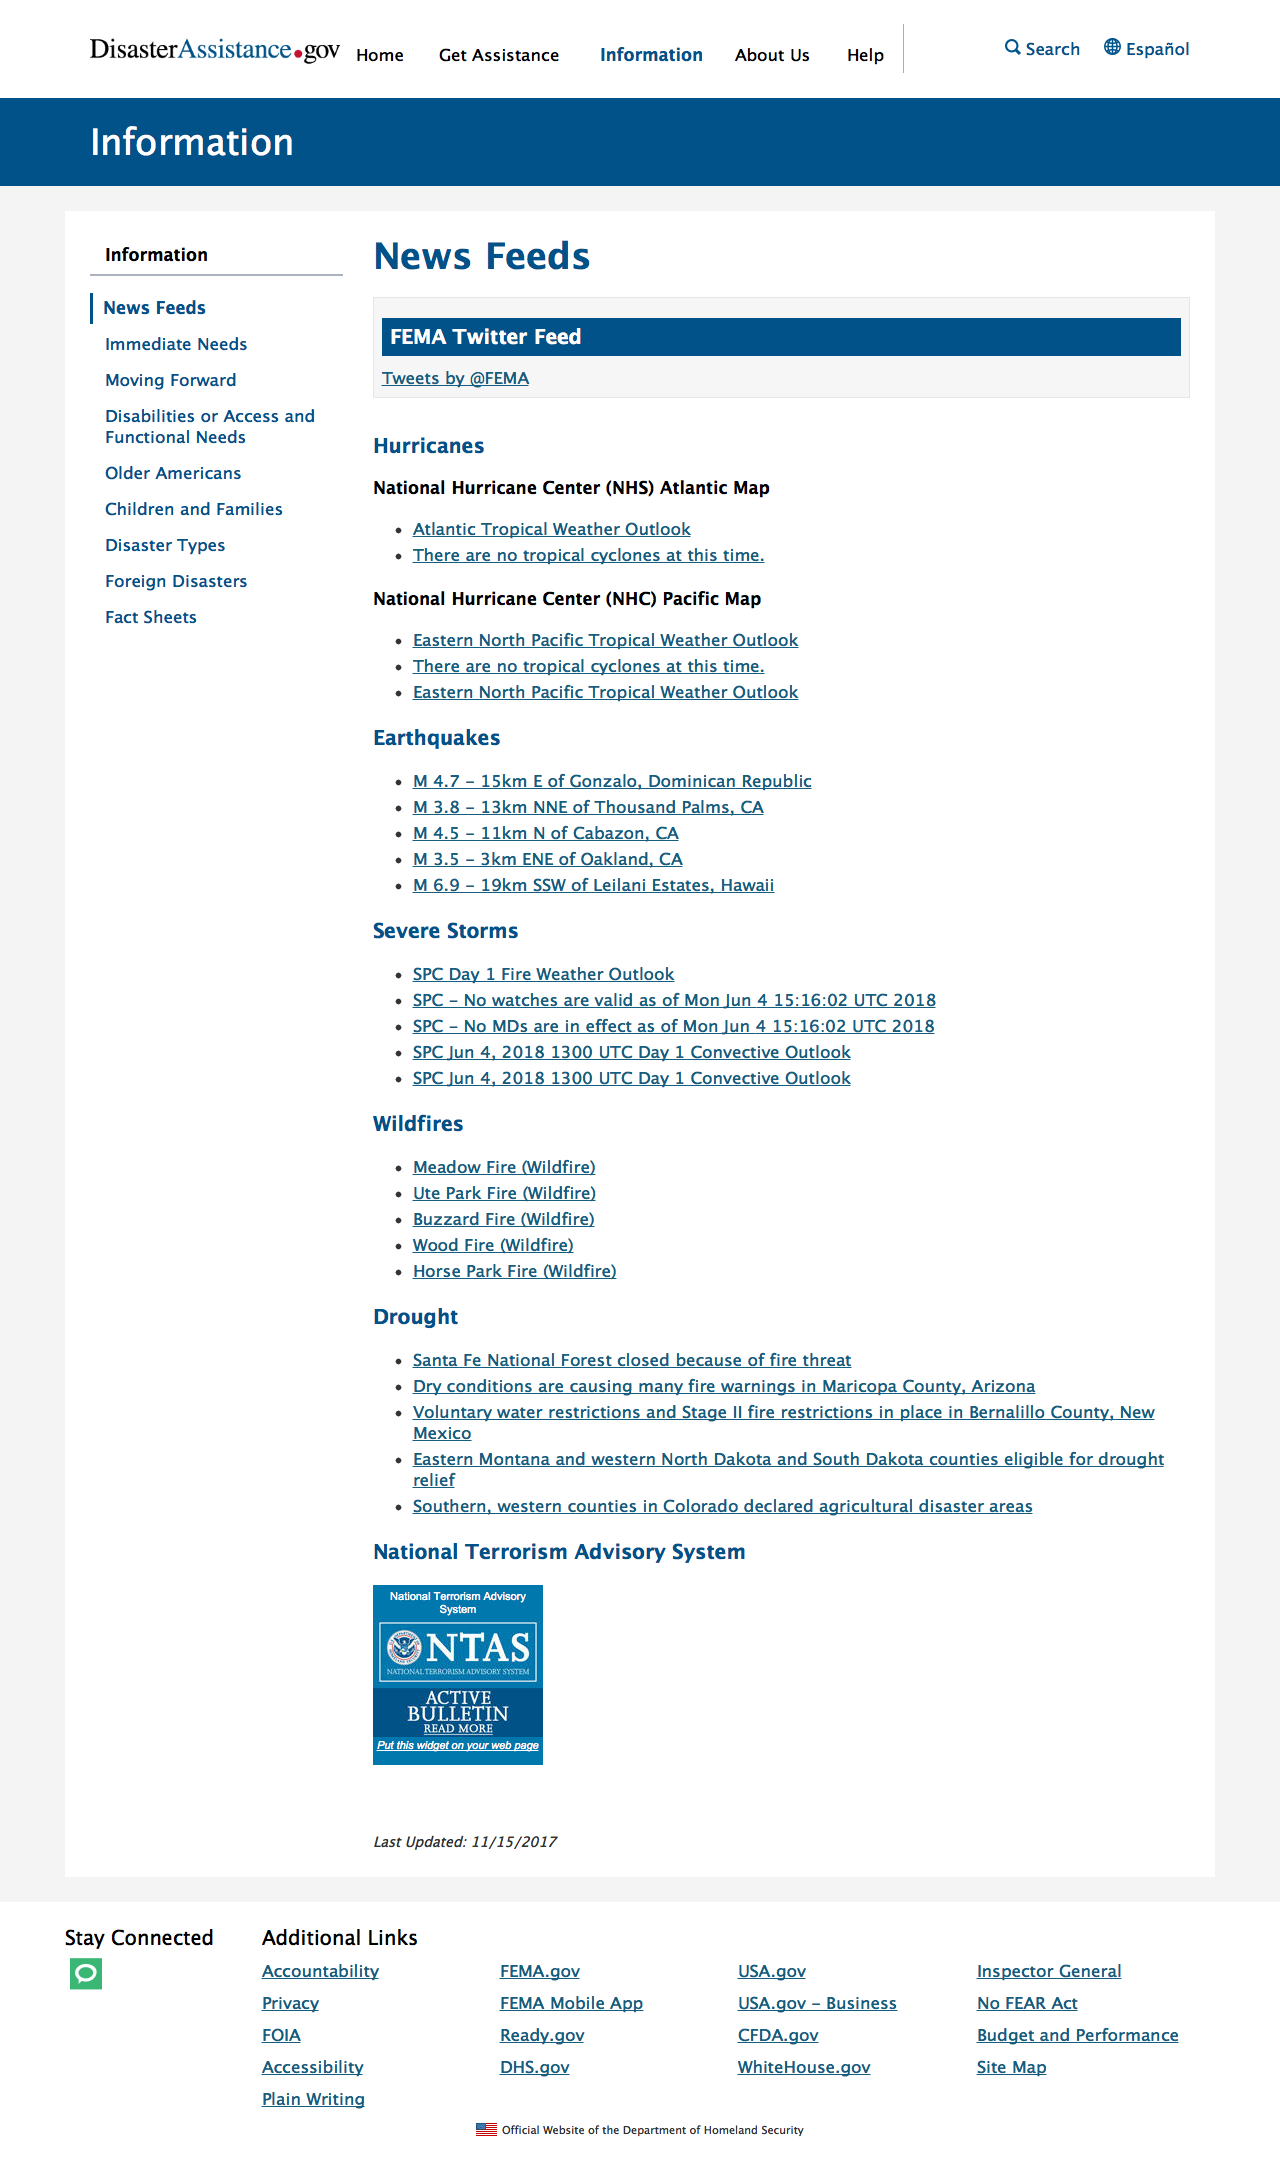 DisasterAssistance.gov
Home
Get Assistance
Information
About Us
Help
Search
Español
Information
Information
News Feeds
Immediate Needs
Moving Forward
Disabilities or Access and
Functional Needs
Older Americans
Children and Families
Disaster Types
Foreign Disasters
Fact Sheets
News Feeds
FEMA Twitter Feed
Tweets by @FEMA
Hurricanes
National Hurricane Center (NHS) Atlantic Map
Atlantic Tropical Weather Outlook
There are no tropical cyclones at this time.
National Hurricane Center (NHC) Pacific Map
Eastern North Pacific Tropical Weather Outlook
There are no tropical cyclones at this time.
Eastern North Pacific Tropical Weather Outlook
Earthquakes
M 4.7 - 15km E of Gonzalo, Dominican Republic
M 3.8 - 13km NNE of Thousand Palms, CA
M 4.5 - 11km N of Cabazon, CA
M 3.5 - 3km ENE of Oakland, CA
M 6.9 - 19km SSW of Leilani Estates, Hawaii
Severe Storms
SPC Day 1 Fire Weather Outlook
SPC - No watches are valid as of Mon Jun 4 15:16:02 UTC 2018
SPC - No MDs are in effect as of Mon Jun 4 15:16:02 UTC 2018
SPC Jun 4, 2018 1300 UTC Day 1 Convective Outlook
SPC Jun 4, 2018 1300 UTC Day 1 Convective Outlook
Wildfires
Meadow Fire (Wildfire)
Ute Park Fire (Wildfire)
Buzzard Fire (Wildfire)
Wood Fire (Wildfire)
Horse Park Fire (Wildfire)
Drought
Santa Fe National Forest closed because of fire threat
Dry conditions are causing many fire warnings in Maricopa County, Arizona
Voluntary water restrictions and Stage II fire restrictions in place in Bernalillo County, New
Mexico
Eastern Montana and western North Dakota and South Dakota counties eligible for drought
relief
Southern, western counties in Colorado declared agricultural disaster areas
National Terrorism Advisory System
National Terrorism Advisory
System
NTAS
NATIONAL TERRORISM ADVISORY SYSTEM
ACTIVE
BULLETIN
READ MORE
Put this widget on your web page
Last Updated: 11/15/2017
Stay Connected
Additional Links
Accountability
Privacy
FOIA
Accessibility
Plain Writing
FEMA.gov
FEMA Mobile App
Ready.gov
DHS.gov
USA.gov
USA.gov - Business
CFDA.gov
WhiteHouse.gov
Inspector General
No FEAR Act
Budget and Performance
Site Map
Official Website of the Department of Homeland Security